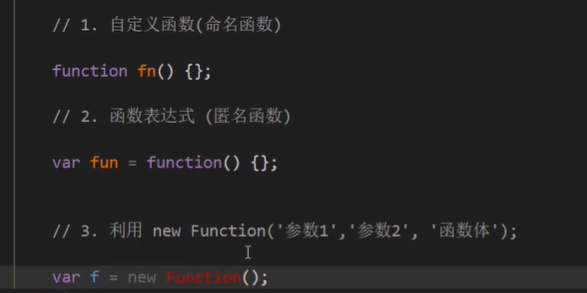 // 1. 自定义函数(命名函数)
function fn() {};
// 2. 函数表达式 (匿名函数)
var fun = function() {};
// 3. 利用 new Function('参数1','参数2', '函数体');
var f = new Function();